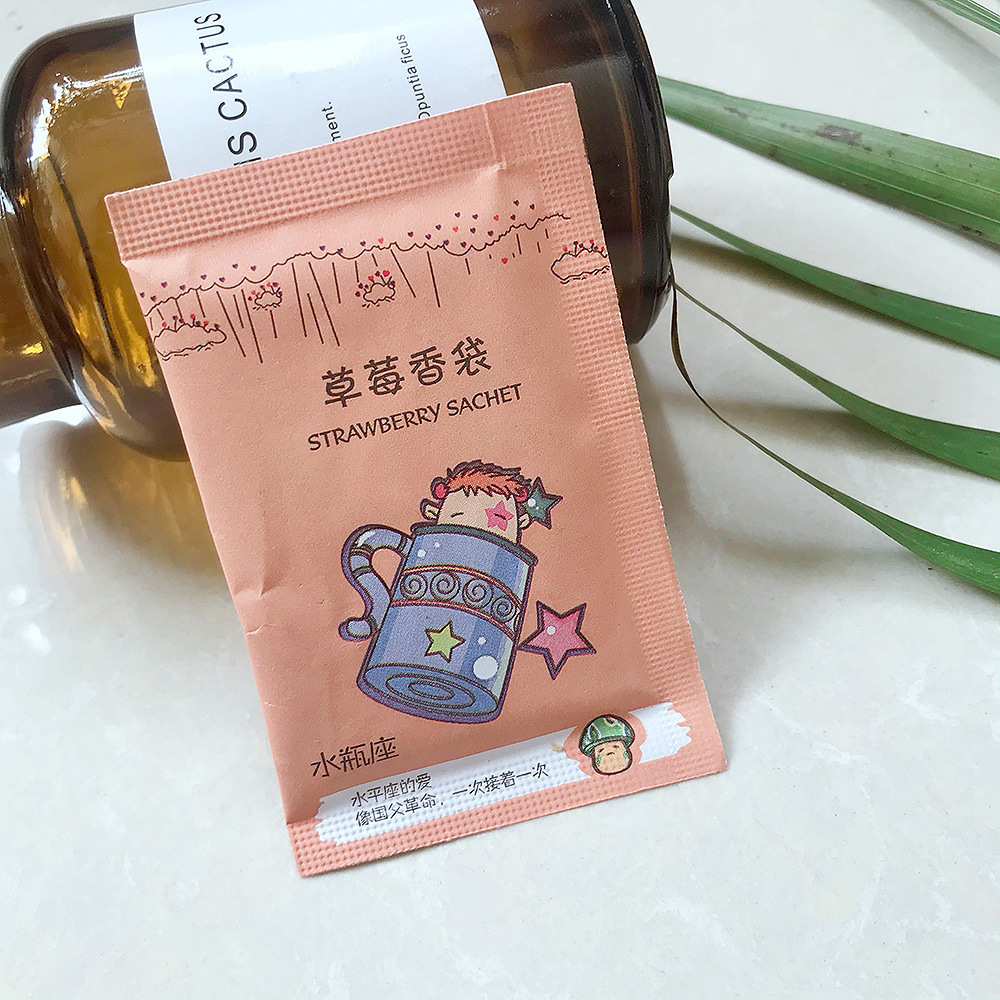 CACTUS
ment.
Opuntia ficus
草莓香袋
STRAWBERRY SACHET
水瓶座
水平座的爱
像国父革命，一次接着一次